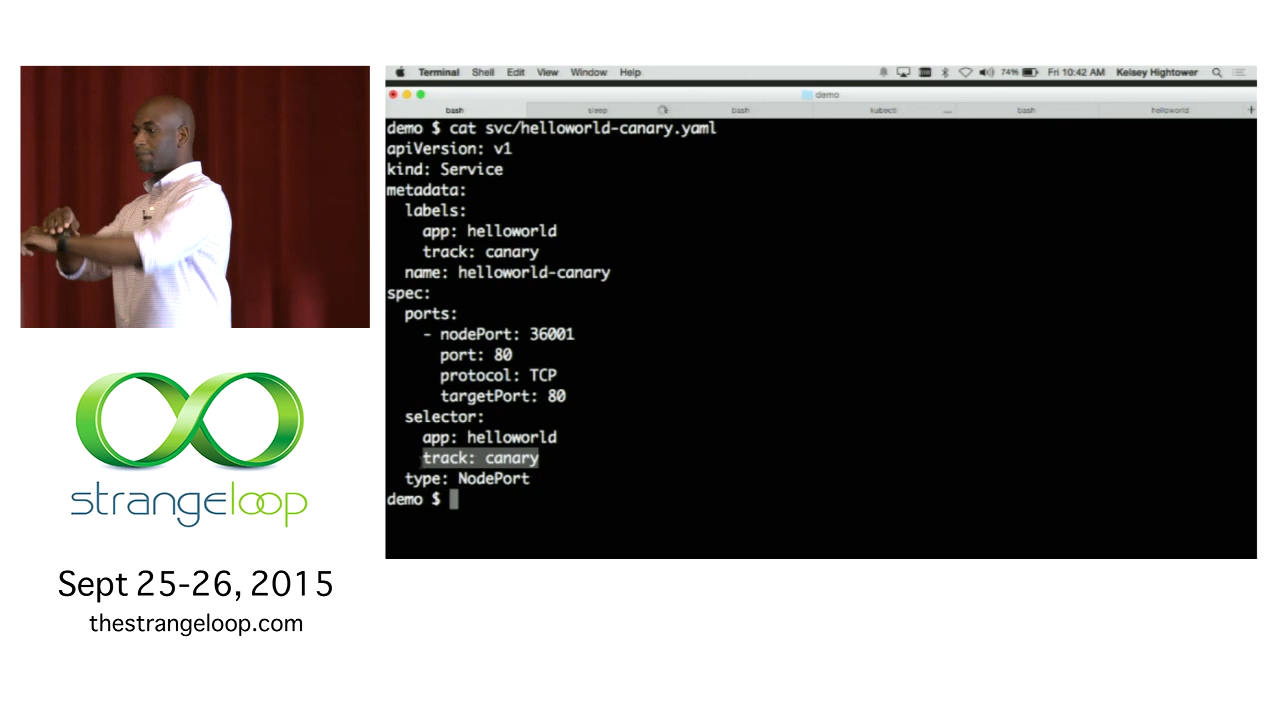 Terminal Shell Edit View Window Help 74% Fri 10:42 AM Kelsey Hightower
demo
bash sleep bash kubectl ... bash helloworld +
demo $ cat svc/helloworld-canary.yaml
apiVersion: v1
kind: Service
metadata:
  labels:
    app: helloworld
    track: canary
  name: helloworld-canary
spec:
  ports:
    - nodePort: 36001
      port: 80
      protocol: TCP
      targetPort: 80
  selector:
    app: helloworld
    track: canary
  type: NodePort
demo $
strangeloop
Sept 25-26, 2015
thestrangeloop.com